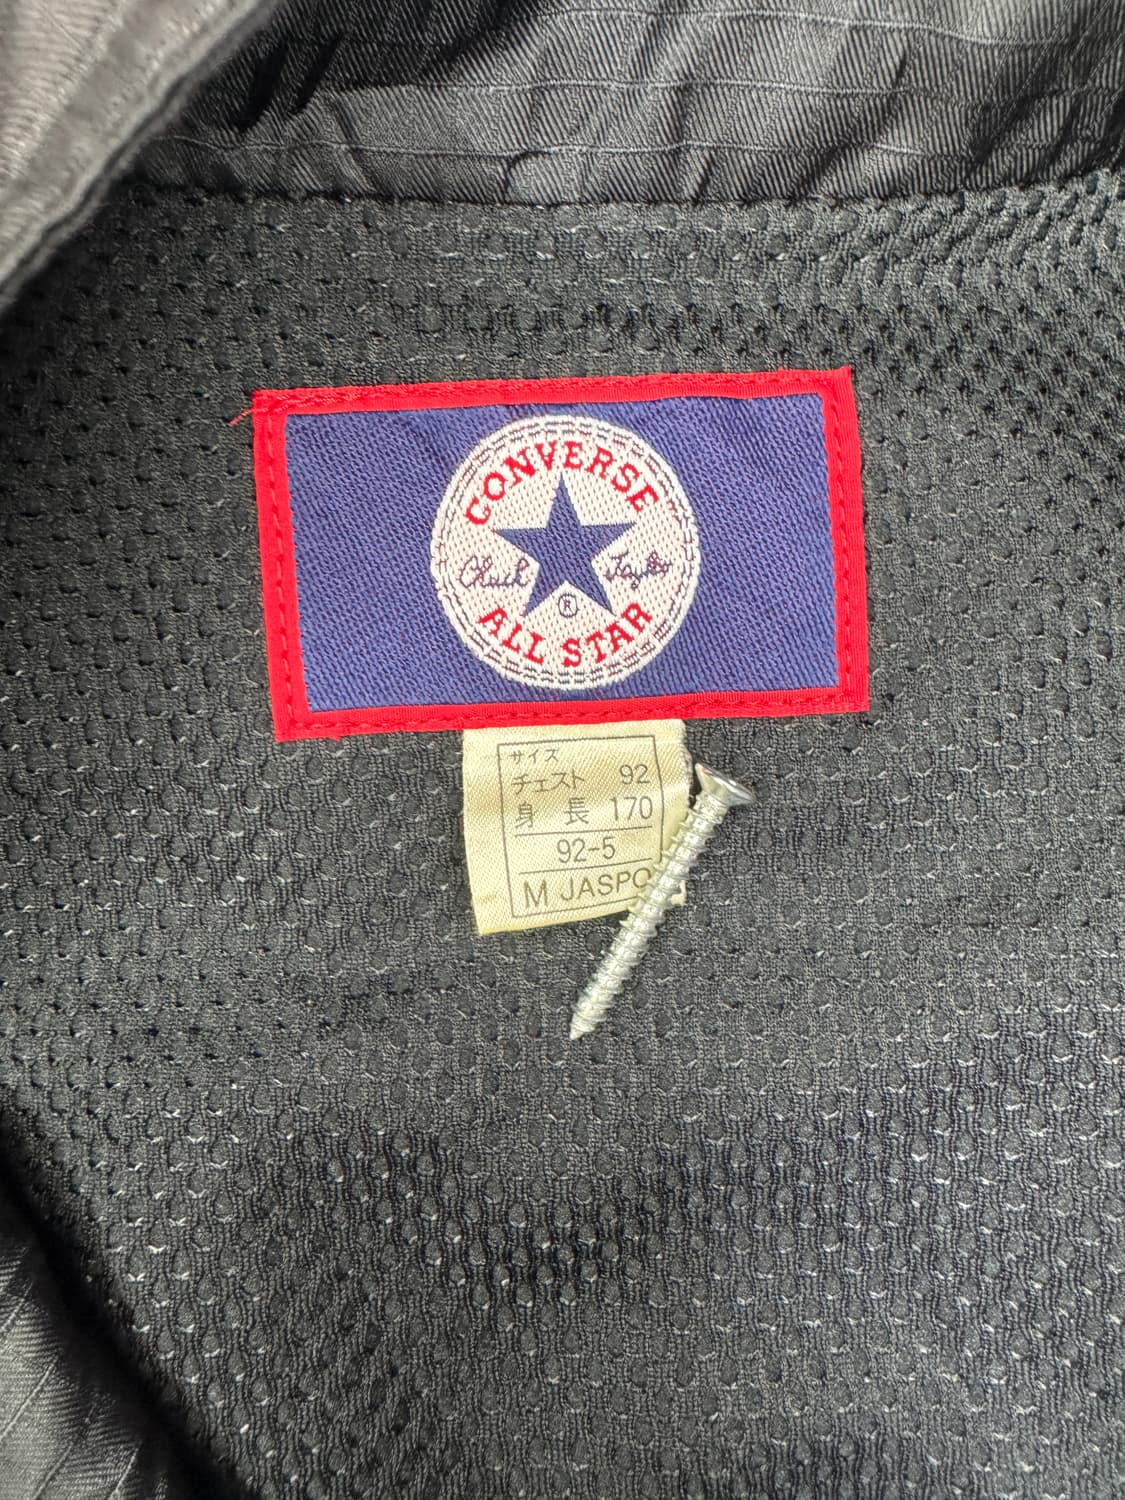 CONVERSE
Chuck Taylor
®
ALL STAR
サイズ
チェスト 92
身長 170
92-5
M JASPO